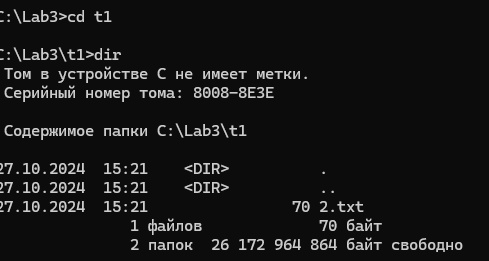 C:\Lab3>cd t1
C:\Lab3\t1>dir
Том в устройстве C не имеет метки.
Серийный номер тома: 8008-8E3E
Содержимое папки C:\Lab3\t1
27.10.2024  15:21    <DIR>          .
27.10.2024  15:21    <DIR>          ..
27.10.2024  15:21                70 2.txt
1 файлов             70 байт
2 папок  26 172 964 864 байт свободно